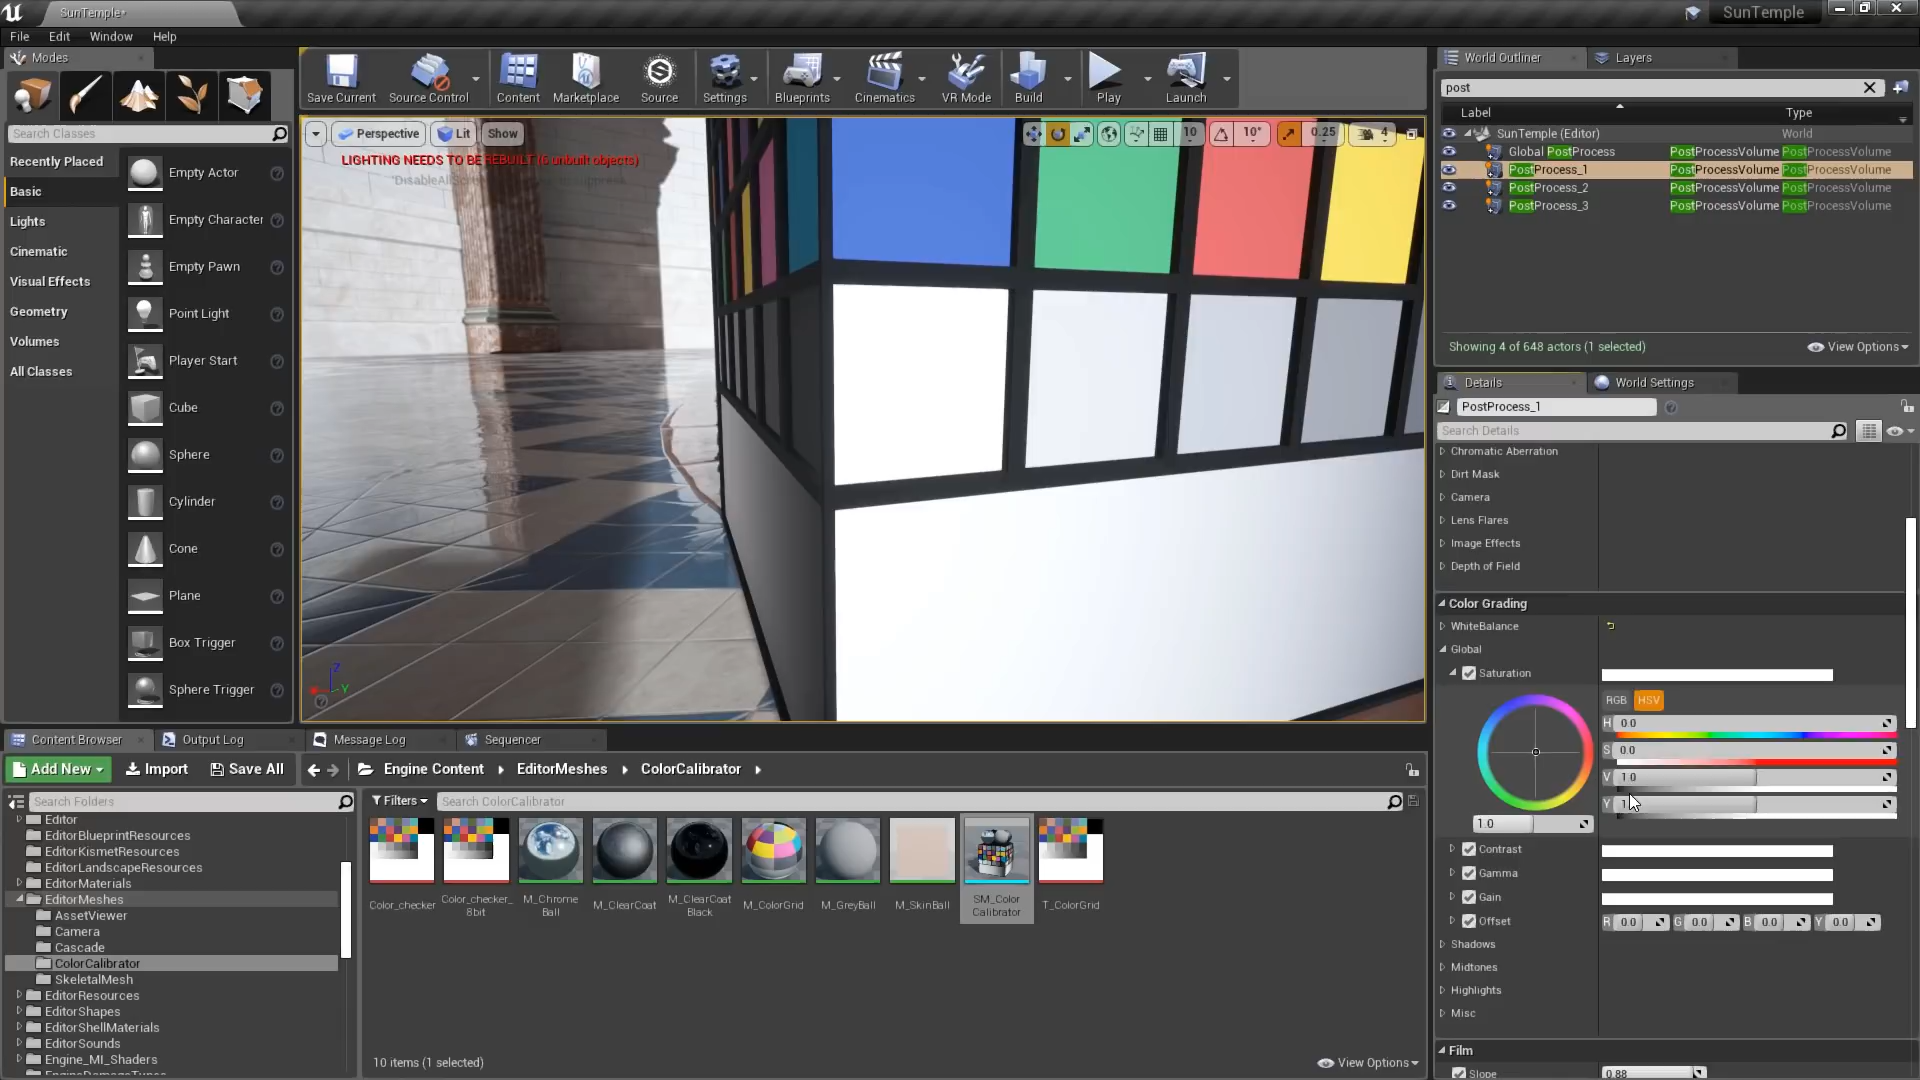 SunTemple•
SunTemple
File Edit Window Help
Modes
Search Classes
Recently Placed
Basic
Lights
Cinematic
Visual Effects
Geometry
Volumes
All Classes
Empty Actor
Empty Character
Empty Pawn
Point Light
Player Start
Cube
Sphere
Cylinder
Cone
Plane
Box Trigger
Sphere Trigger
Save Current
Source Control
Content
Marketplace
Source
Settings
Blueprints
Cinematics
VR Mode
Build
Play
Launch
Perspective
Lit
Show
10
10°
0.25
4
LIGHTING NEEDS TO BE REBUILT (6 unbuilt objects)
World Outliner
Layers
post
Label Type
SunTemple (Editor) World
Global PostProcess PostProcessVolume PostProcessVolume
PostProcess_1 PostProcessVolume PostProcessVolume
PostProcess_2 PostProcessVolume PostProcessVolume
PostProcess_3 PostProcessVolume PostProcessVolume
Showing 4 of 648 actors (1 selected)
View Options
Details
World Settings
PostProcess_1
Search Details
Chromatic Aberration
Dirt Mask
Camera
Lens Flares
Image Effects
Depth of Field
Color Grading
WhiteBalance
Global
Saturation
RGB HSV
H 0.0
S 0.0
V 1.0
Y
1.0
Contrast
Gamma
Gain
Offset R 0.0 G 0.0 B 0.0 Y 0.0
Shadows
Midtones
Highlights
Misc
Film
Slope 0.88
Content Browser
Output Log
Message Log
Sequencer
Add New
Import
Save All
Engine Content
EditorMeshes
ColorCalibrator
Search Folders
Filters
Search ColorCalibrator
Editor
EditorBlueprintResources
EditorKismetResources
EditorLandscapeResources
EditorMaterials
EditorMeshes
AssetViewer
Camera
Cascade
ColorCalibrator
SkeletalMesh
EditorResources
EditorShapes
EditorShellMaterials
EditorSounds
Engine_MI_Shaders
Color_checker
Color_checker_
8bit
M_Chrome
Ball
M_ClearCoat
M_ClearCoat
Black
M_ColorGrid
M_GreyBall
M_SkinBall
SM_Color
Calibrator
T_ColorGrid
10 items (1 selected)
View Options